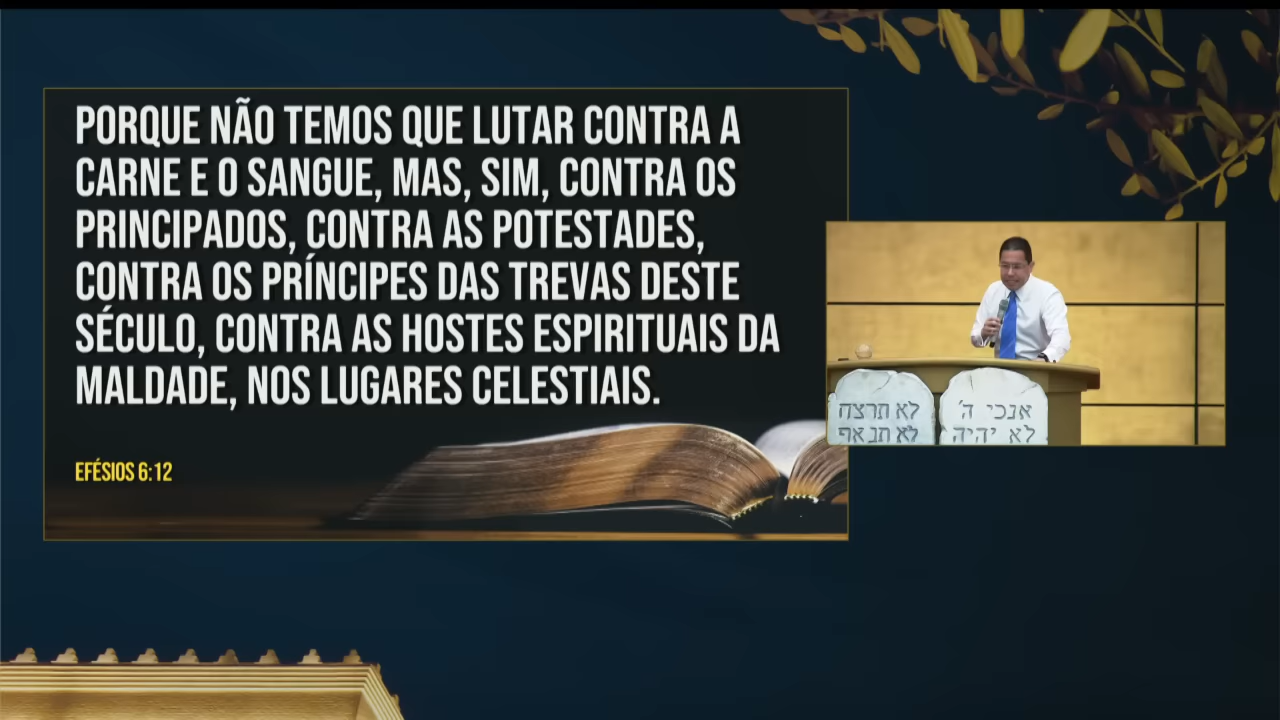 PORQUE NÃO TEMOS QUE LUTAR CONTRA A
CARNE E O SANGUE, MAS, SIM, CONTRA OS
PRINCIPADOS, CONTRA AS POTESTADES,
CONTRA OS PRÍNCIPES DAS TREVAS DESTE
SÉCULO, CONTRA AS HOSTES ESPIRITUAIS DA
MALDADE, NOS LUGARES CELESTIAIS.
EFÉSIOS 6:12
אנכי ה'
לא יהיה
לא תרצח
לא תנאף